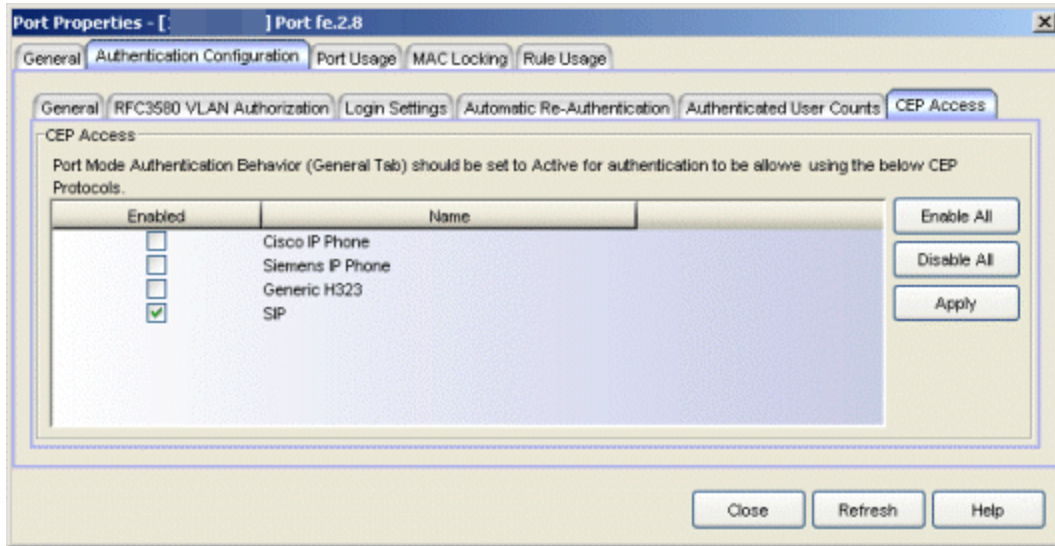 Port Properties - [ ] Port fe.2.8
General Authentication Configuration Port Usage MAC Locking Rule Usage
General RFC3580 VLAN Authorization Login Settings Automatic Re-Authentication Authenticated User Counts CEP Access
CEP Access
Port Mode Authentication Behavior (General Tab) should be set to Active for authentication to be allowe using the below CEP
Protocols.
Enabled Name
Cisco IP Phone
Siemens IP Phone
Generic H323
SIP
Enable All
Disable All
Apply
Close Refresh Help